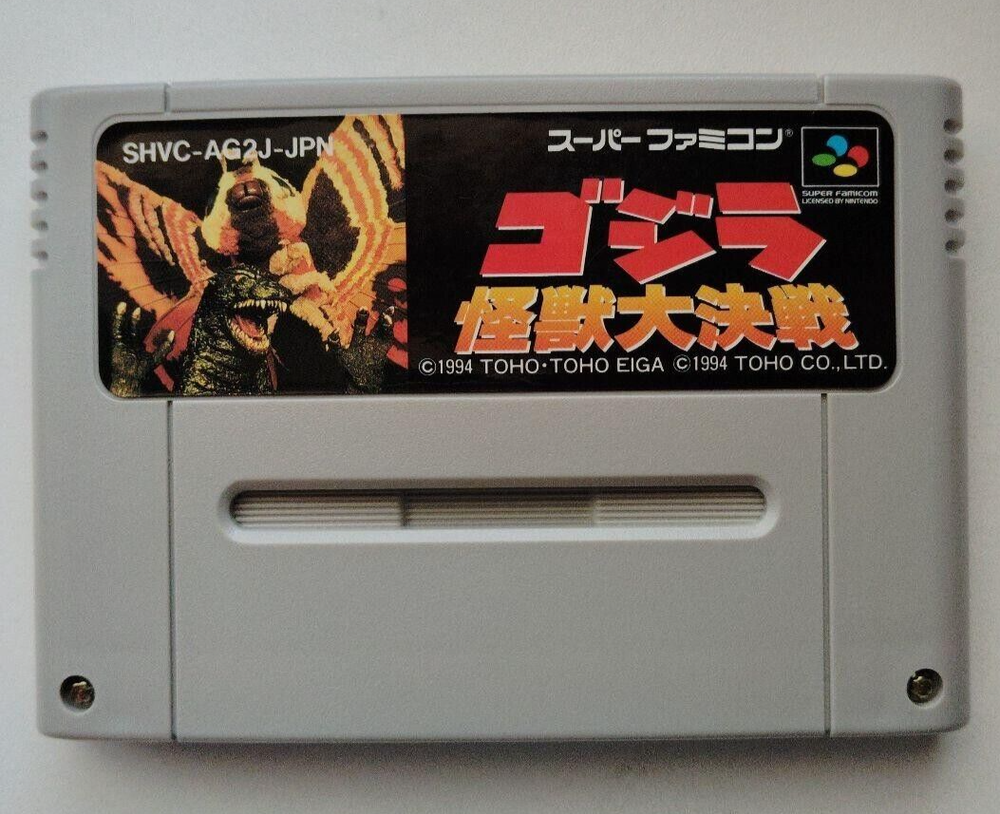 SHVC-AG2J-JPN
スーパーファミコン®
SUPER FAMICOM
LICENSED BY NINTENDO
ゴジラ
怪獣大決戦
©1994 TOHO・TOHO EIGA ©1994 TOHO CO.,LTD.